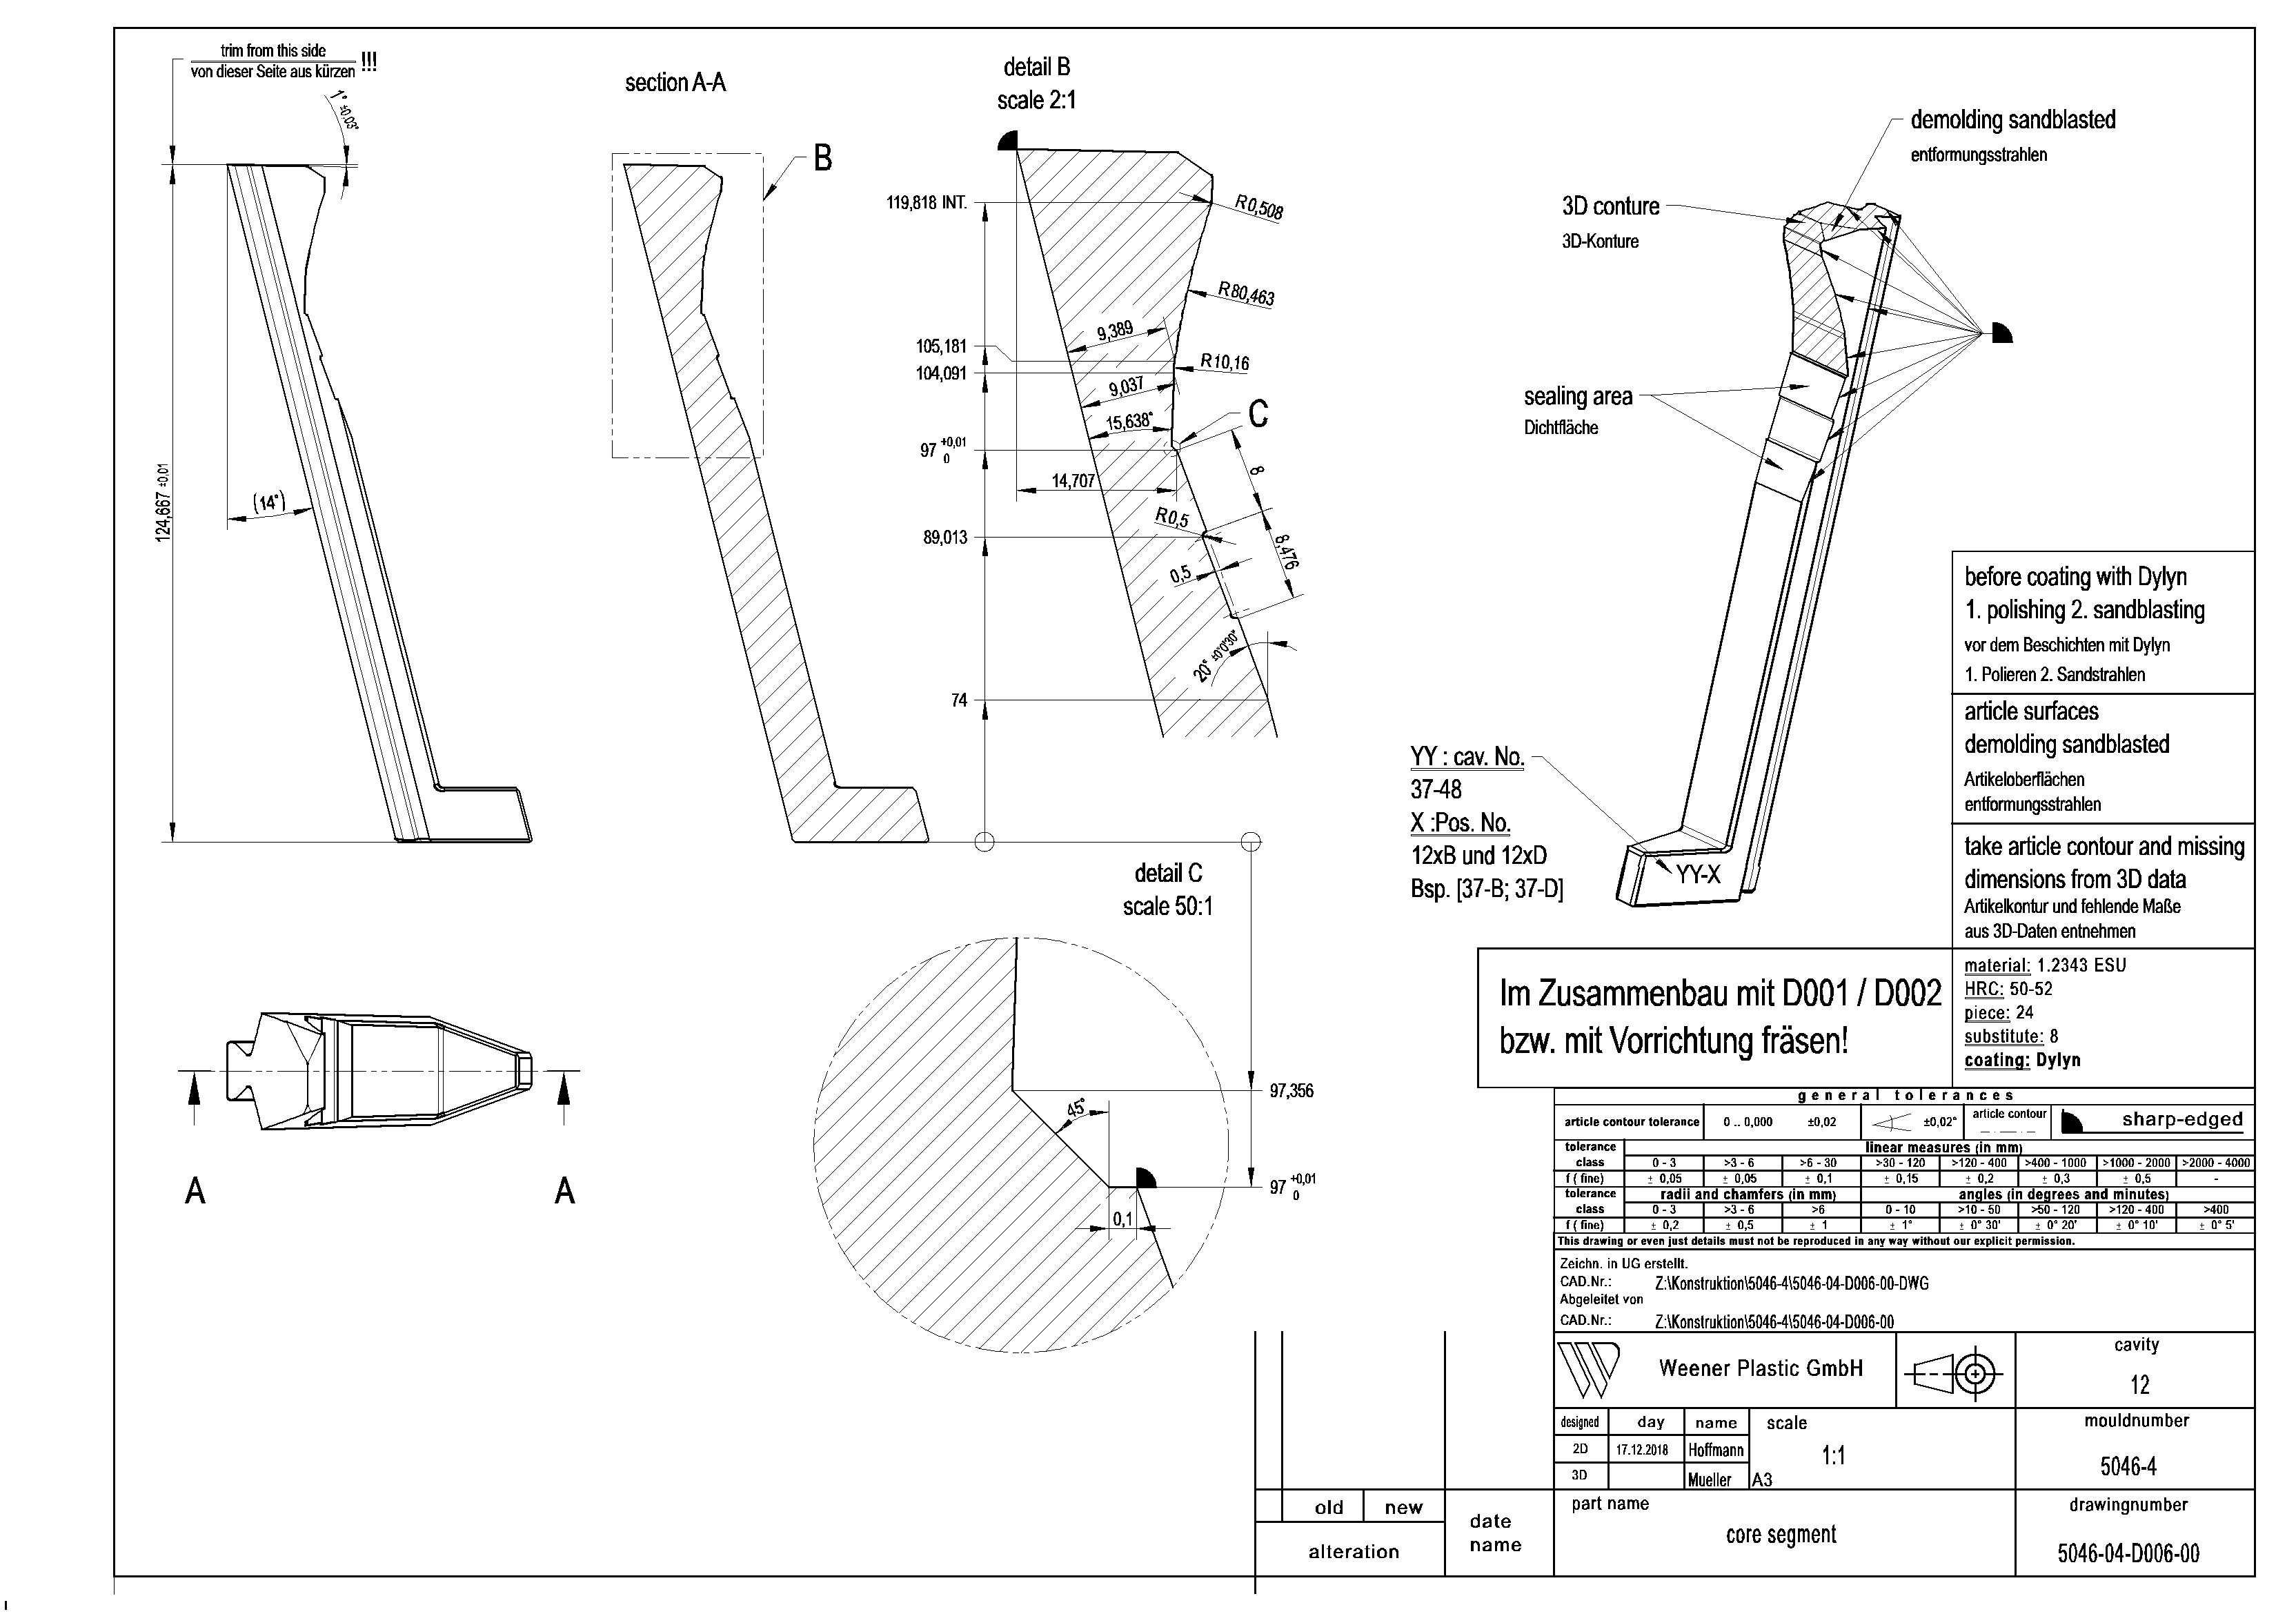 trim from this side
von dieser Seite aus kürzen !!!
1° ±0,03°
124,667 ±0,01
(14°)
section A-A
B
detail B
scale 2:1
119,818 INT.
R0,508
R80,463
9,389
105,181
R10,16
104,091
9,037
15,638°
C
97 +0,01 0
8
14,707
R0,5
89,013
8,476
0,5
20° ±0°0'30"
74
detail C
scale 50:1
97,356
45°
97 +0,01 0
0,1
A
A
demolding sandblasted
entformungsstrahlen
3D conture
3D-Konture
sealing area
Dichtfläche
YY : cav. No.
37-48
X :Pos. No.
12xB und 12xD
Bsp. [37-B; 37-D]
YY-X
before coating with Dylyn
1. polishing 2. sandblasting
vor dem Beschichten mit Dylyn
1. Polieren 2. Sandstrahlen
article surfaces
demolding sandblasted
Artikeloberflächen
entformungsstrahlen
take article contour and missing
dimensions from 3D data
Artikelkontur und fehlende Maße
aus 3D-Daten entnehmen
Im Zusammenbau mit D001 / D002
bzw. mit Vorrichtung fräsen!
material: 1.2343 ESU
HRC: 50-52
piece: 24
substitute: 8
coating: Dylyn
general tolerances
article contour tolerance 0 .. 0,000 ±0,02 ±0,02° article contour sharp-edged
tolerance linear measures (in mm)
class 0 - 3 >3 - 6 >6 - 30 >30 - 120 >120 - 400 >400 - 1000 >1000 - 2000 >2000 - 4000
f ( fine) ± 0,05 ± 0,05 ± 0,1 ± 0,15 ± 0,2 ± 0,3 ± 0,5 -
tolerance radii and chamfers (in mm) angles (in degrees and minutes)
class 0 - 3 >3 - 6 >6 0 - 10 >10 - 50 >50 - 120 >120 - 400 >400
f ( fine) ± 0,2 ± 0,5 ± 1 ± 1° ± 0° 30' ± 0° 20' ± 0° 10' ± 0° 5'
This drawing or even just details must not be reproduced in any way without our explicit permission.
Zeichn. in UG erstellt.
CAD.Nr.: Z:\Konstruktion\5046-4\5046-04-D006-00-DWG
Abgeleitet von
CAD.Nr.: Z:\Konstruktion\5046-4\5046-04-D006-00
Weener Plastic GmbH
cavity
12
designed day name scale
2D 17.12.2018 Hoffmann
1:1
3D Mueller A3
mouldnumber
5046-4
part name
core segment
drawingnumber
5046-04-D006-00
old new
alteration
date
name